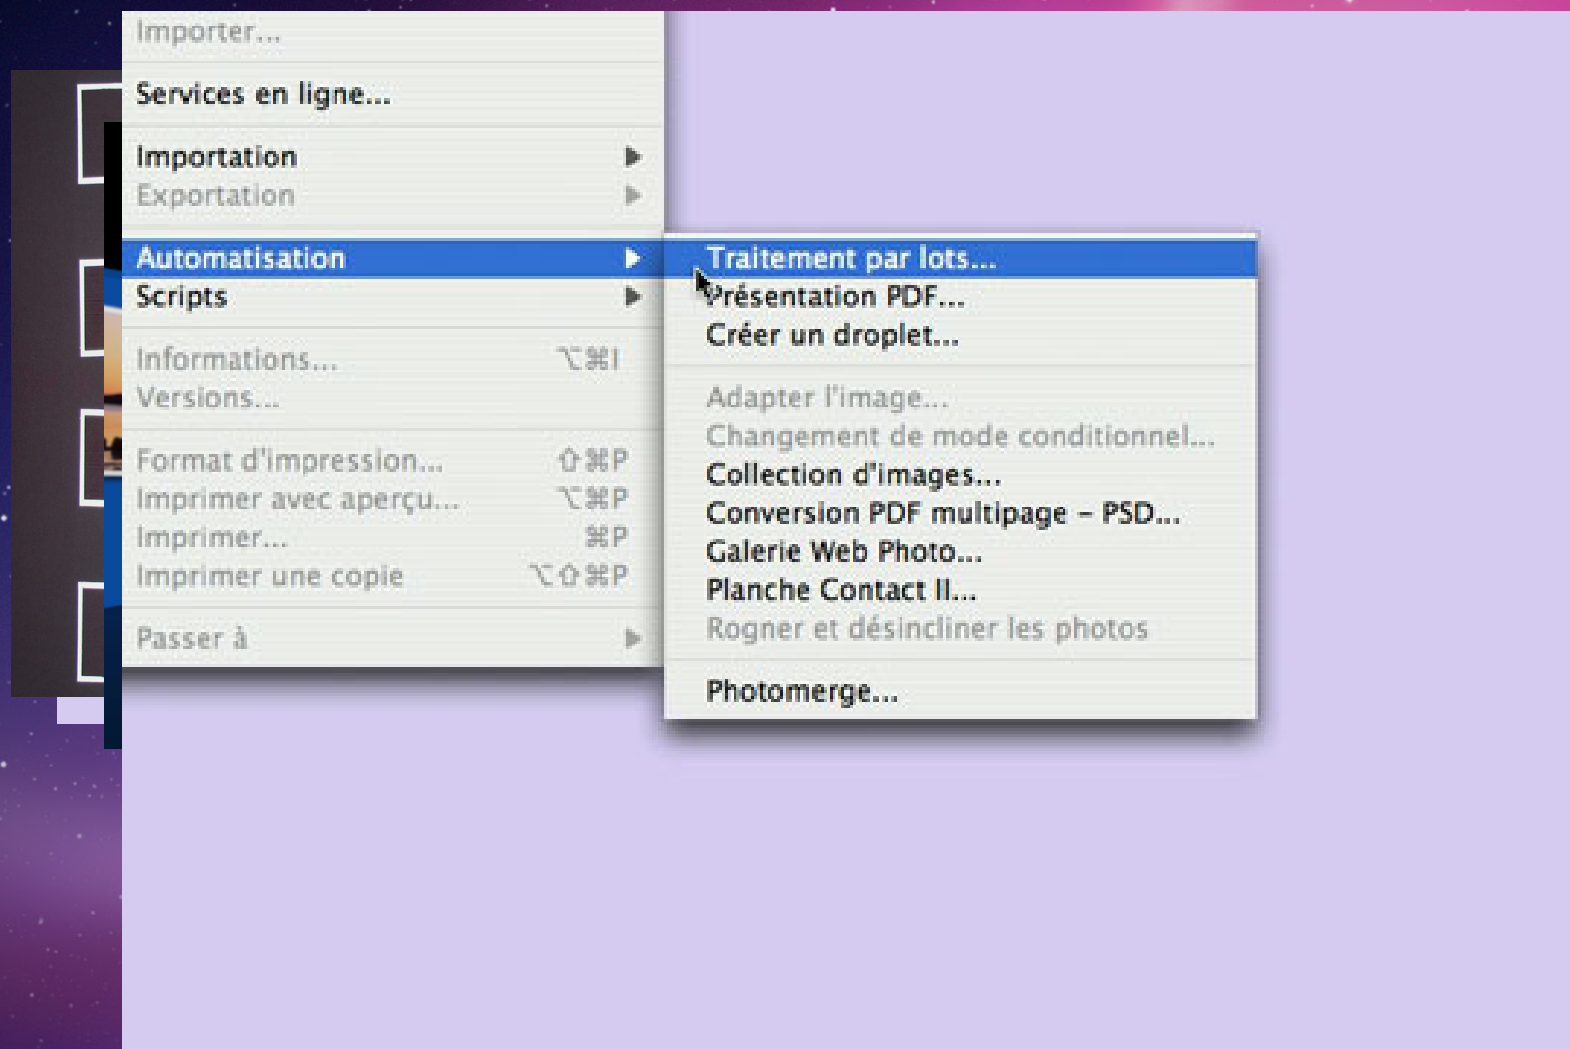 Importer...
Services en ligne...
Importation
Exportation
Automatisation
Scripts
Informations... ⌥⌘I
Versions...
Format d'impression... ⇧⌘P
Imprimer avec aperçu... ⌥⌘P
Imprimer... ⌘P
Imprimer une copie ⌥⇧⌘P
Passer à
Traitement par lots...
Présentation PDF...
Créer un droplet...
Adapter l'image...
Changement de mode conditionnel...
Collection d'images...
Conversion PDF multipage – PSD...
Galerie Web Photo...
Planche Contact II...
Rogner et désincliner les photos
Photomerge...